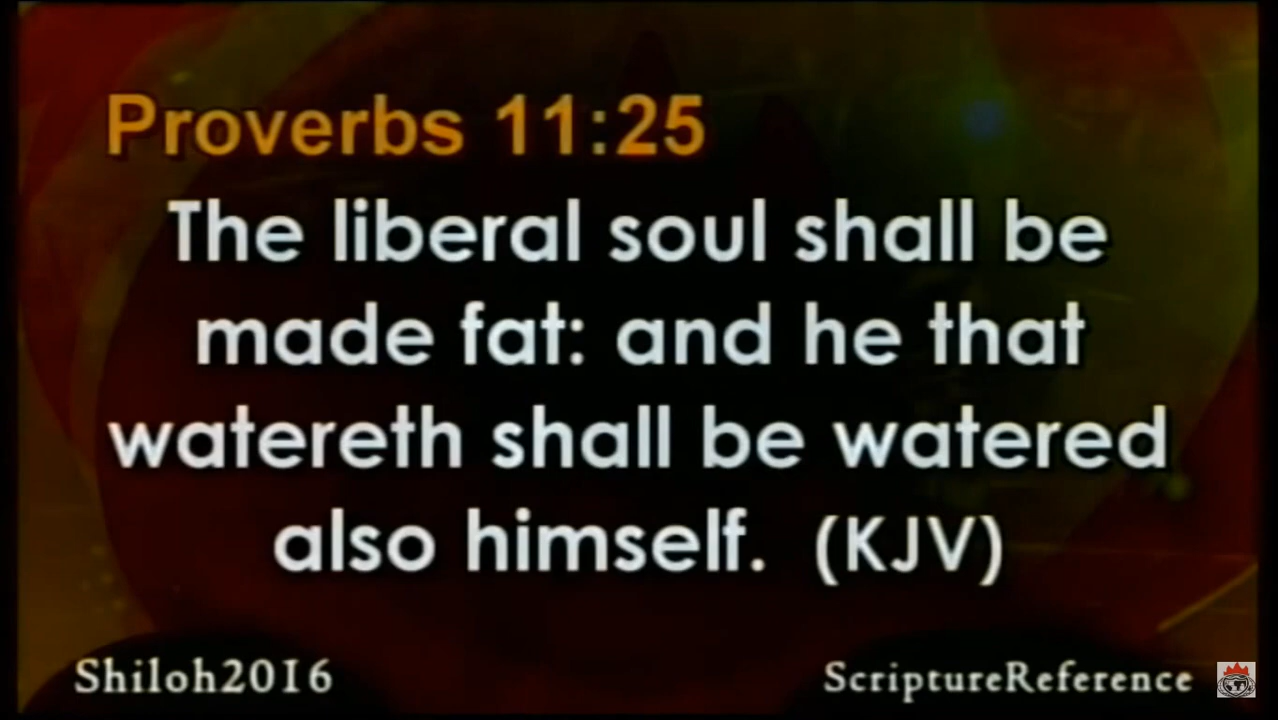 Proverbs 11:25
The liberal soul shall be
made fat: and he that
watereth shall be watered
also himself. (KJV)
Shiloh2016
ScriptureReference